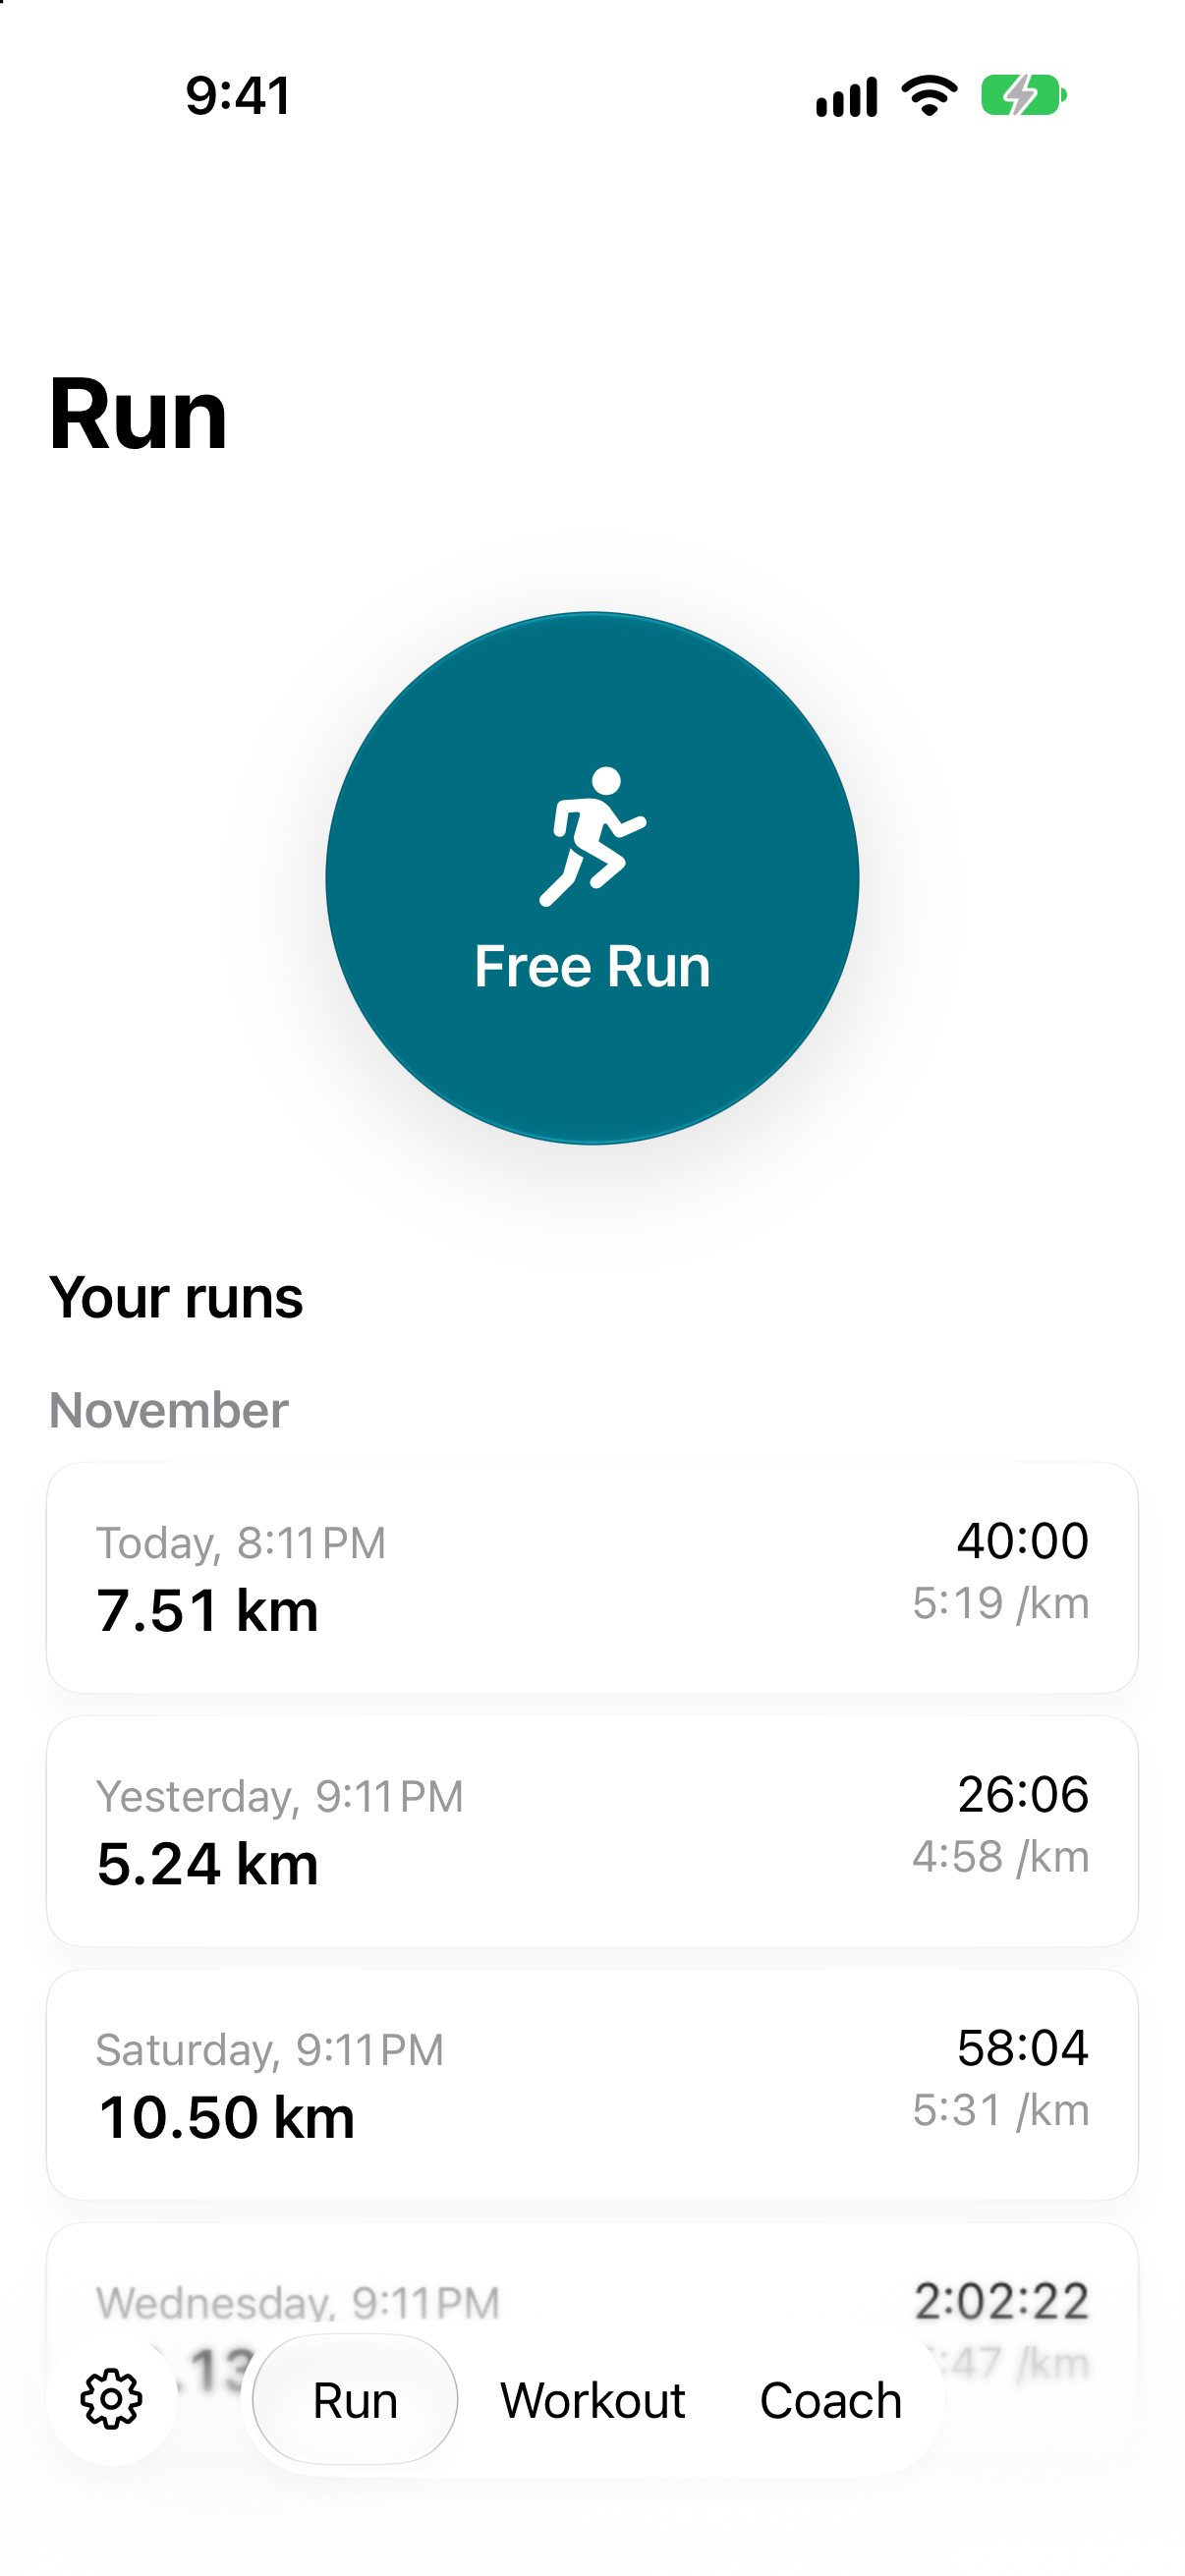 9:41
Run
Free Run
Your runs
November
Today, 8:11 PM
40:00
7.51 km
5:19 /km
Yesterday, 9:11 PM
26:06
5.24 km
4:58 /km
Saturday, 9:11 PM
58:04
10.50 km
5:31 /km
Wednesday, 9:11 PM
2:02:22
:47 /km
Run
Workout
Coach